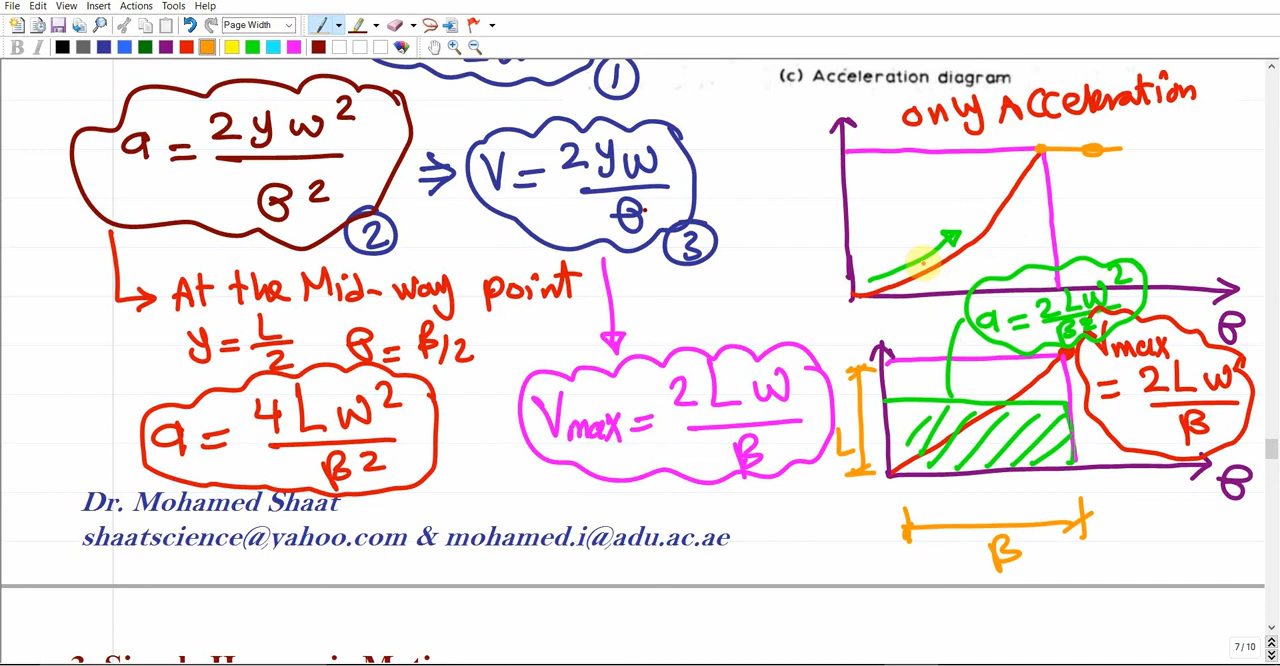 File Edit View Insert Actions Tools Help
Page Width
B I
1
(c) Acceleration diagram
only Acceleration
a = 2yω² / θ²
2
⇒
V = 2yω / θ
3
θ
→ At the Mid-way point
y = L/2 θ = β/2
a = 4Lω² / β²
Vmax = 2Lω / β
a = 2Lω² / β²
Vmax = 2Lω / β
L
θ
β
Dr. Mohamed Shaat
shaatscience@yahoo.com & mohamed.i@adu.ac.ae
7 / 10